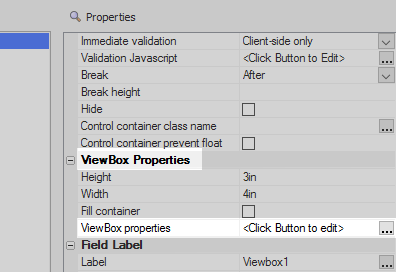 Properties
Immediate validation Client-side only
Validation Javascript <Click Button to Edit> ...
Break After
Break height
Hide
Control container class name ...
Control container prevent float
ViewBox Properties
Height 3in
Width 4in
Fill container
ViewBox properties <Click Button to edit> ...
Field Label
Label Viewbox1